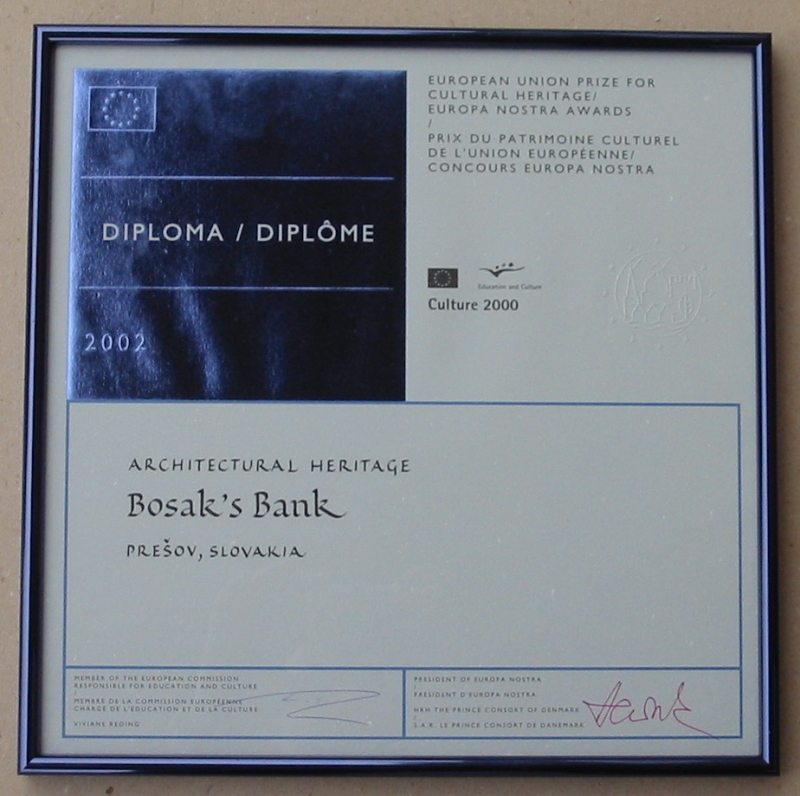 DIPLOMA / DIPLÔME
2002
EUROPEAN UNION PRIZE FOR
CULTURAL HERITAGE/
EUROPA NOSTRA AWARDS
/
PRIX DU PATRIMOINE CULTUREL
DE L'UNION EUROPÉENNE/
CONCOURS EUROPA NOSTRA
Education and Culture
Culture 2000
ARCHITECTURAL HERITAGE
Bosak's Bank
PREŠOV, SLOVAKIA
MEMBER OF THE EUROPEAN COMMISSION
RESPONSIBLE FOR EDUCATION AND CULTURE
/
MEMBRE DE LA COMMISSION EUROPÉENNE
CHARGÉ DE L'EDUCATION ET DE LA CULTURE
VIVIANE REDING
PRESIDENT OF EUROPA NOSTRA
/
PRÉSIDENT D'EUROPA NOSTRA
HRH THE PRINCE CONSORT OF DENMARK
/
S.A.R. LE PRINCE CONSORT DE DANEMARK